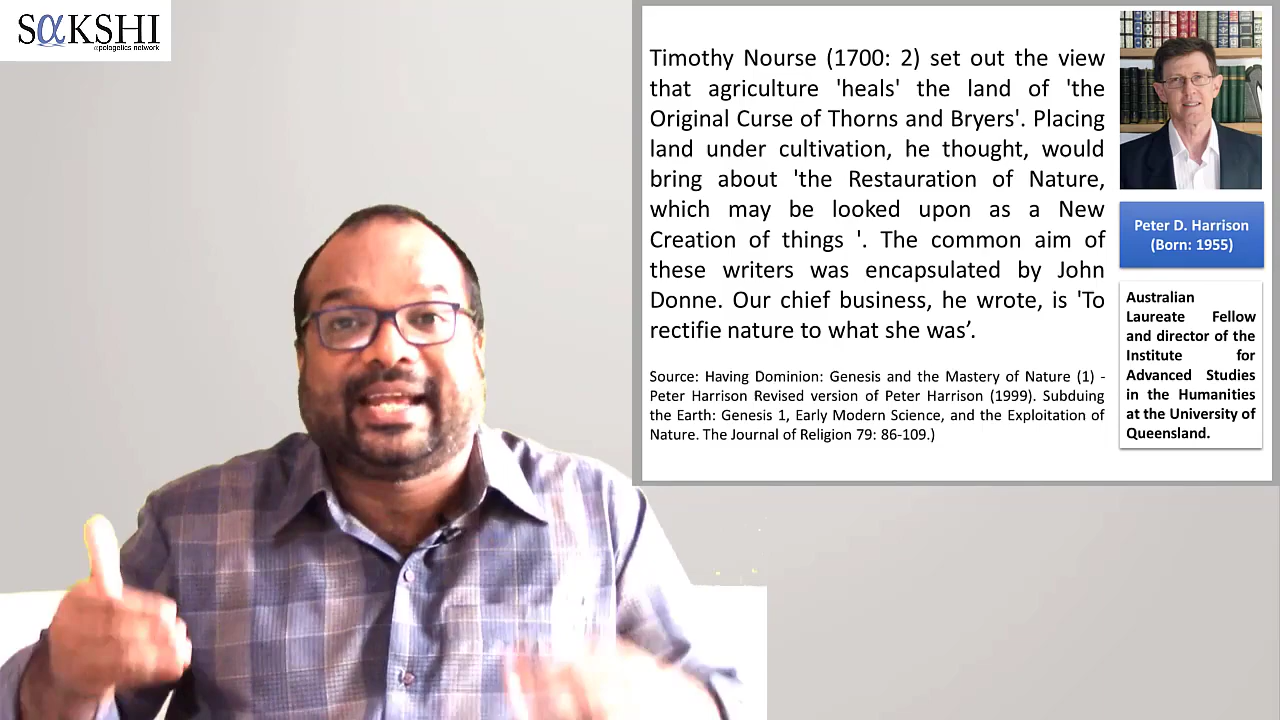 SαKSHI
apologetics network
Timothy Nourse (1700: 2) set out the view
that agriculture 'heals' the land of 'the
Original Curse of Thorns and Bryers'. Placing
land under cultivation, he thought, would
bring about 'the Restauration of Nature,
which may be looked upon as a New
Creation of things '. The common aim of
these writers was encapsulated by John
Donne. Our chief business, he wrote, is 'To
rectifie nature to what she was’.
Source: Having Dominion: Genesis and the Mastery of Nature (1) -
Peter Harrison Revised version of Peter Harrison (1999). Subduing
the Earth: Genesis 1, Early Modern Science, and the Exploitation of
Nature. The Journal of Religion 79: 86-109.)
Peter D. Harrison
(Born: 1955)
Australian
Laureate Fellow
and director of the
Institute for
Advanced Studies
in the Humanities
at the University of
Queensland.